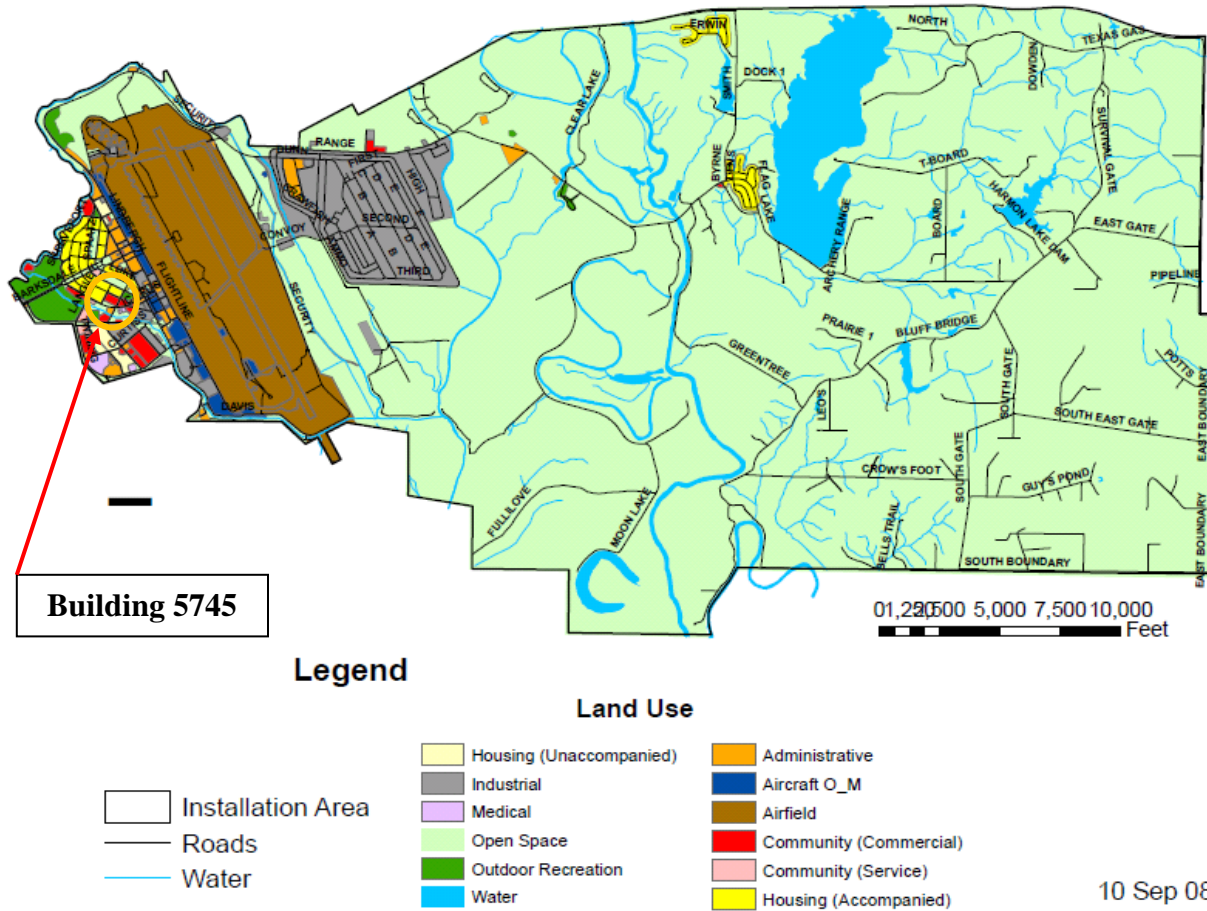 ERWIN
NORTH
TEXAS GAS
DOWDEN
DOCK 1
SMITH
CLEAR LAKE
SECURITY
RANGE
FIRST
HIGH
SURVIVAL GATE
T-BOARD
BYRNE
FLAG LAKE
HARMON LAKE DAM
EAST GATE
BOARD
SECOND
A
B
C
D
E
THIRD
CONVOY
AMMO
LINDBERGH
FLIGHTLINE
BARKSDALE
ARCHERY RANGE
PIPELINE
SECURITY
PRAIRIE 1
BLUFF BRIDGE
GREENTREE
POTTS
LEO'S
SOUTH GATE
SOUTH EAST GATE
EAST BOUNDARY
DAVIS
CROW'S FOOT
GUY'S POND
SOUTH GATE
FULLILOVE
MOON LAKE
BELLS TRAIL
SOUTH BOUNDARY
EAST BOUNDARY
Building 5745
01,2502,500 5,000 7,500 10,000
Feet
Legend
Land Use
Installation Area
Roads
Water
Housing (Unaccompanied)
Industrial
Medical
Open Space
Outdoor Recreation
Water
Administrative
Aircraft O_M
Airfield
Community (Commercial)
Community (Service)
Housing (Accompanied)
10 Sep 08